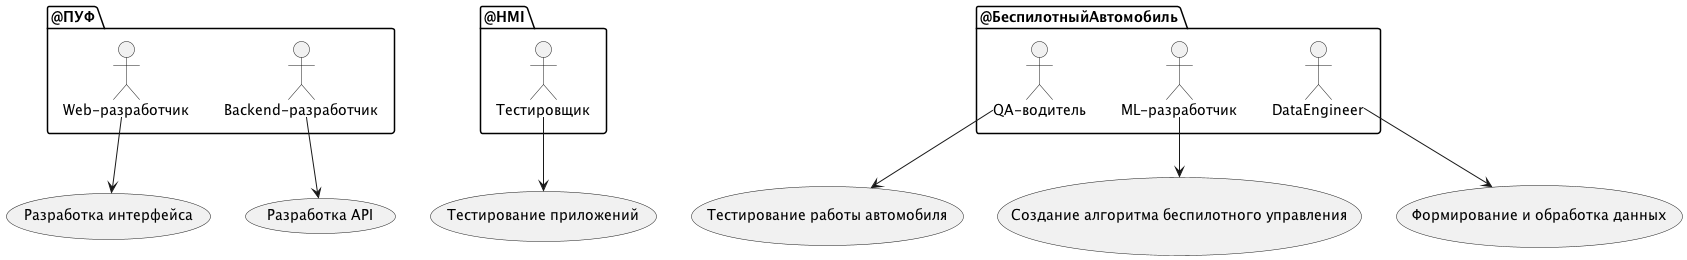 @ПУФ
Web-разработчик
Backend-разработчик
@HMI
Тестировщик
@БеспилотныйАвтомобиль
QA-водитель
ML-разработчик
DataEngineer
Разработка интерфейса
Разработка API
Тестирование приложений
Тестирование работы автомобиля
Создание алгоритма беспилотного управления
Формирование и обработка данных